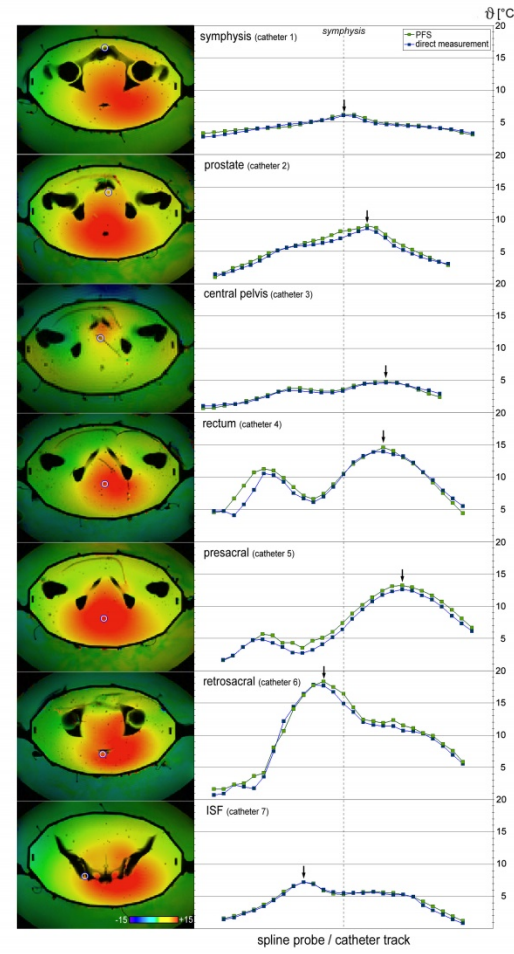 ϑ [°C
symphysis
symphysis (catheter 1)
PFS
direct measurement
20
15
10
5
20
prostate (catheter 2)
15
10
5
20
central pelvis (catheter 3)
15
10
5
20
rectum (catheter 4)
15
10
5
20
presacral (catheter 5)
15
10
5
20
retrosacral (catheter 6)
15
10
5
20
ISF (catheter 7)
15
10
5
-15 +15
spline probe / catheter track